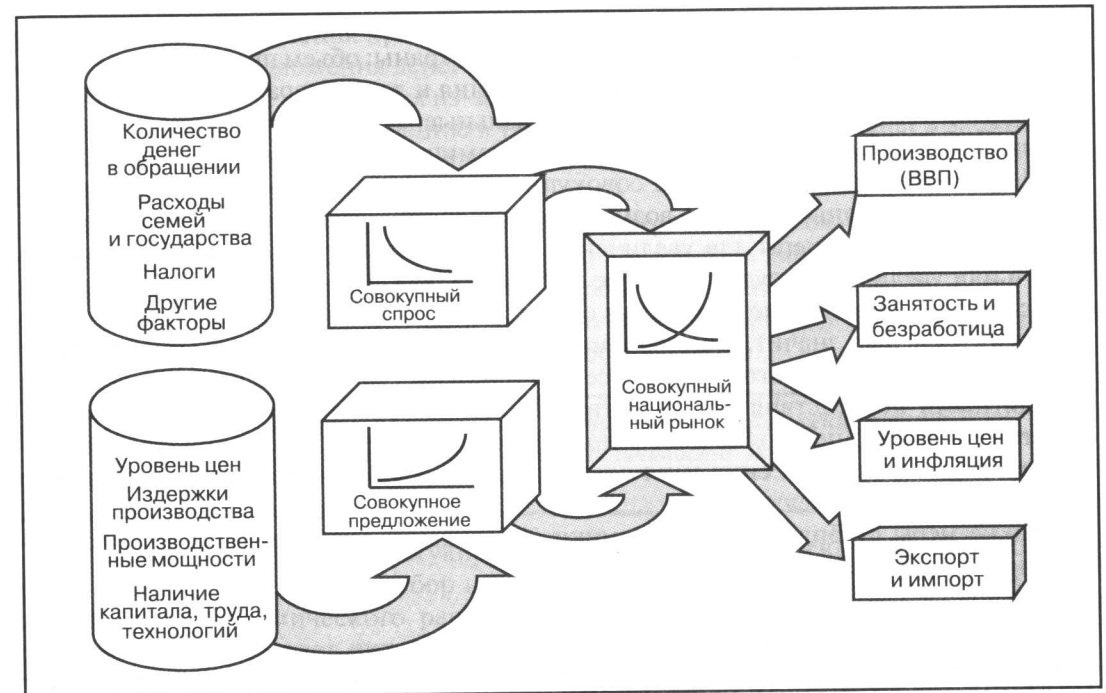 Количество
денег
в обращении
Расходы
семей
и государства
Налоги
Другие
факторы
Уровень цен
Издержки
производства
Производствен-
ные мощности
Наличие
капитала, труда,
технологий
Совокупный
спрос
Совокупное
предложение
Совокупный
националь-
ный рынок
Производство
(ВВП)
Занятость и
безработица
Уровень цен
и инфляция
Экспорт
и импорт